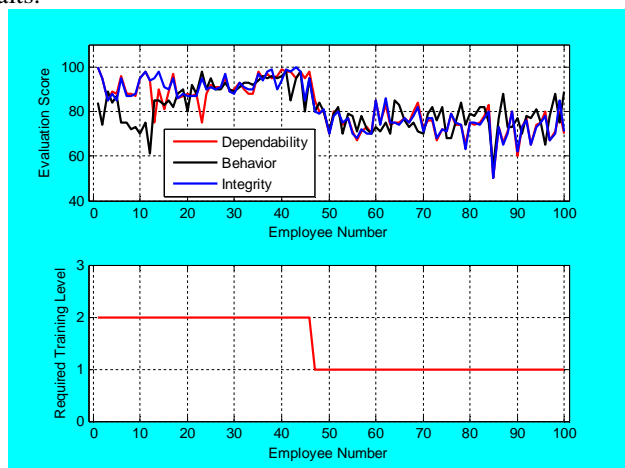 aits.
100
80
60
40
Evaluation Score
Dependability
Behavior
Integrity
0 10 20 30 40 50 60 70 80 90 100
Employee Number
3
2
1
0
Required Training Level
0 10 20 30 40 50 60 70 80 90 100
Employee Number